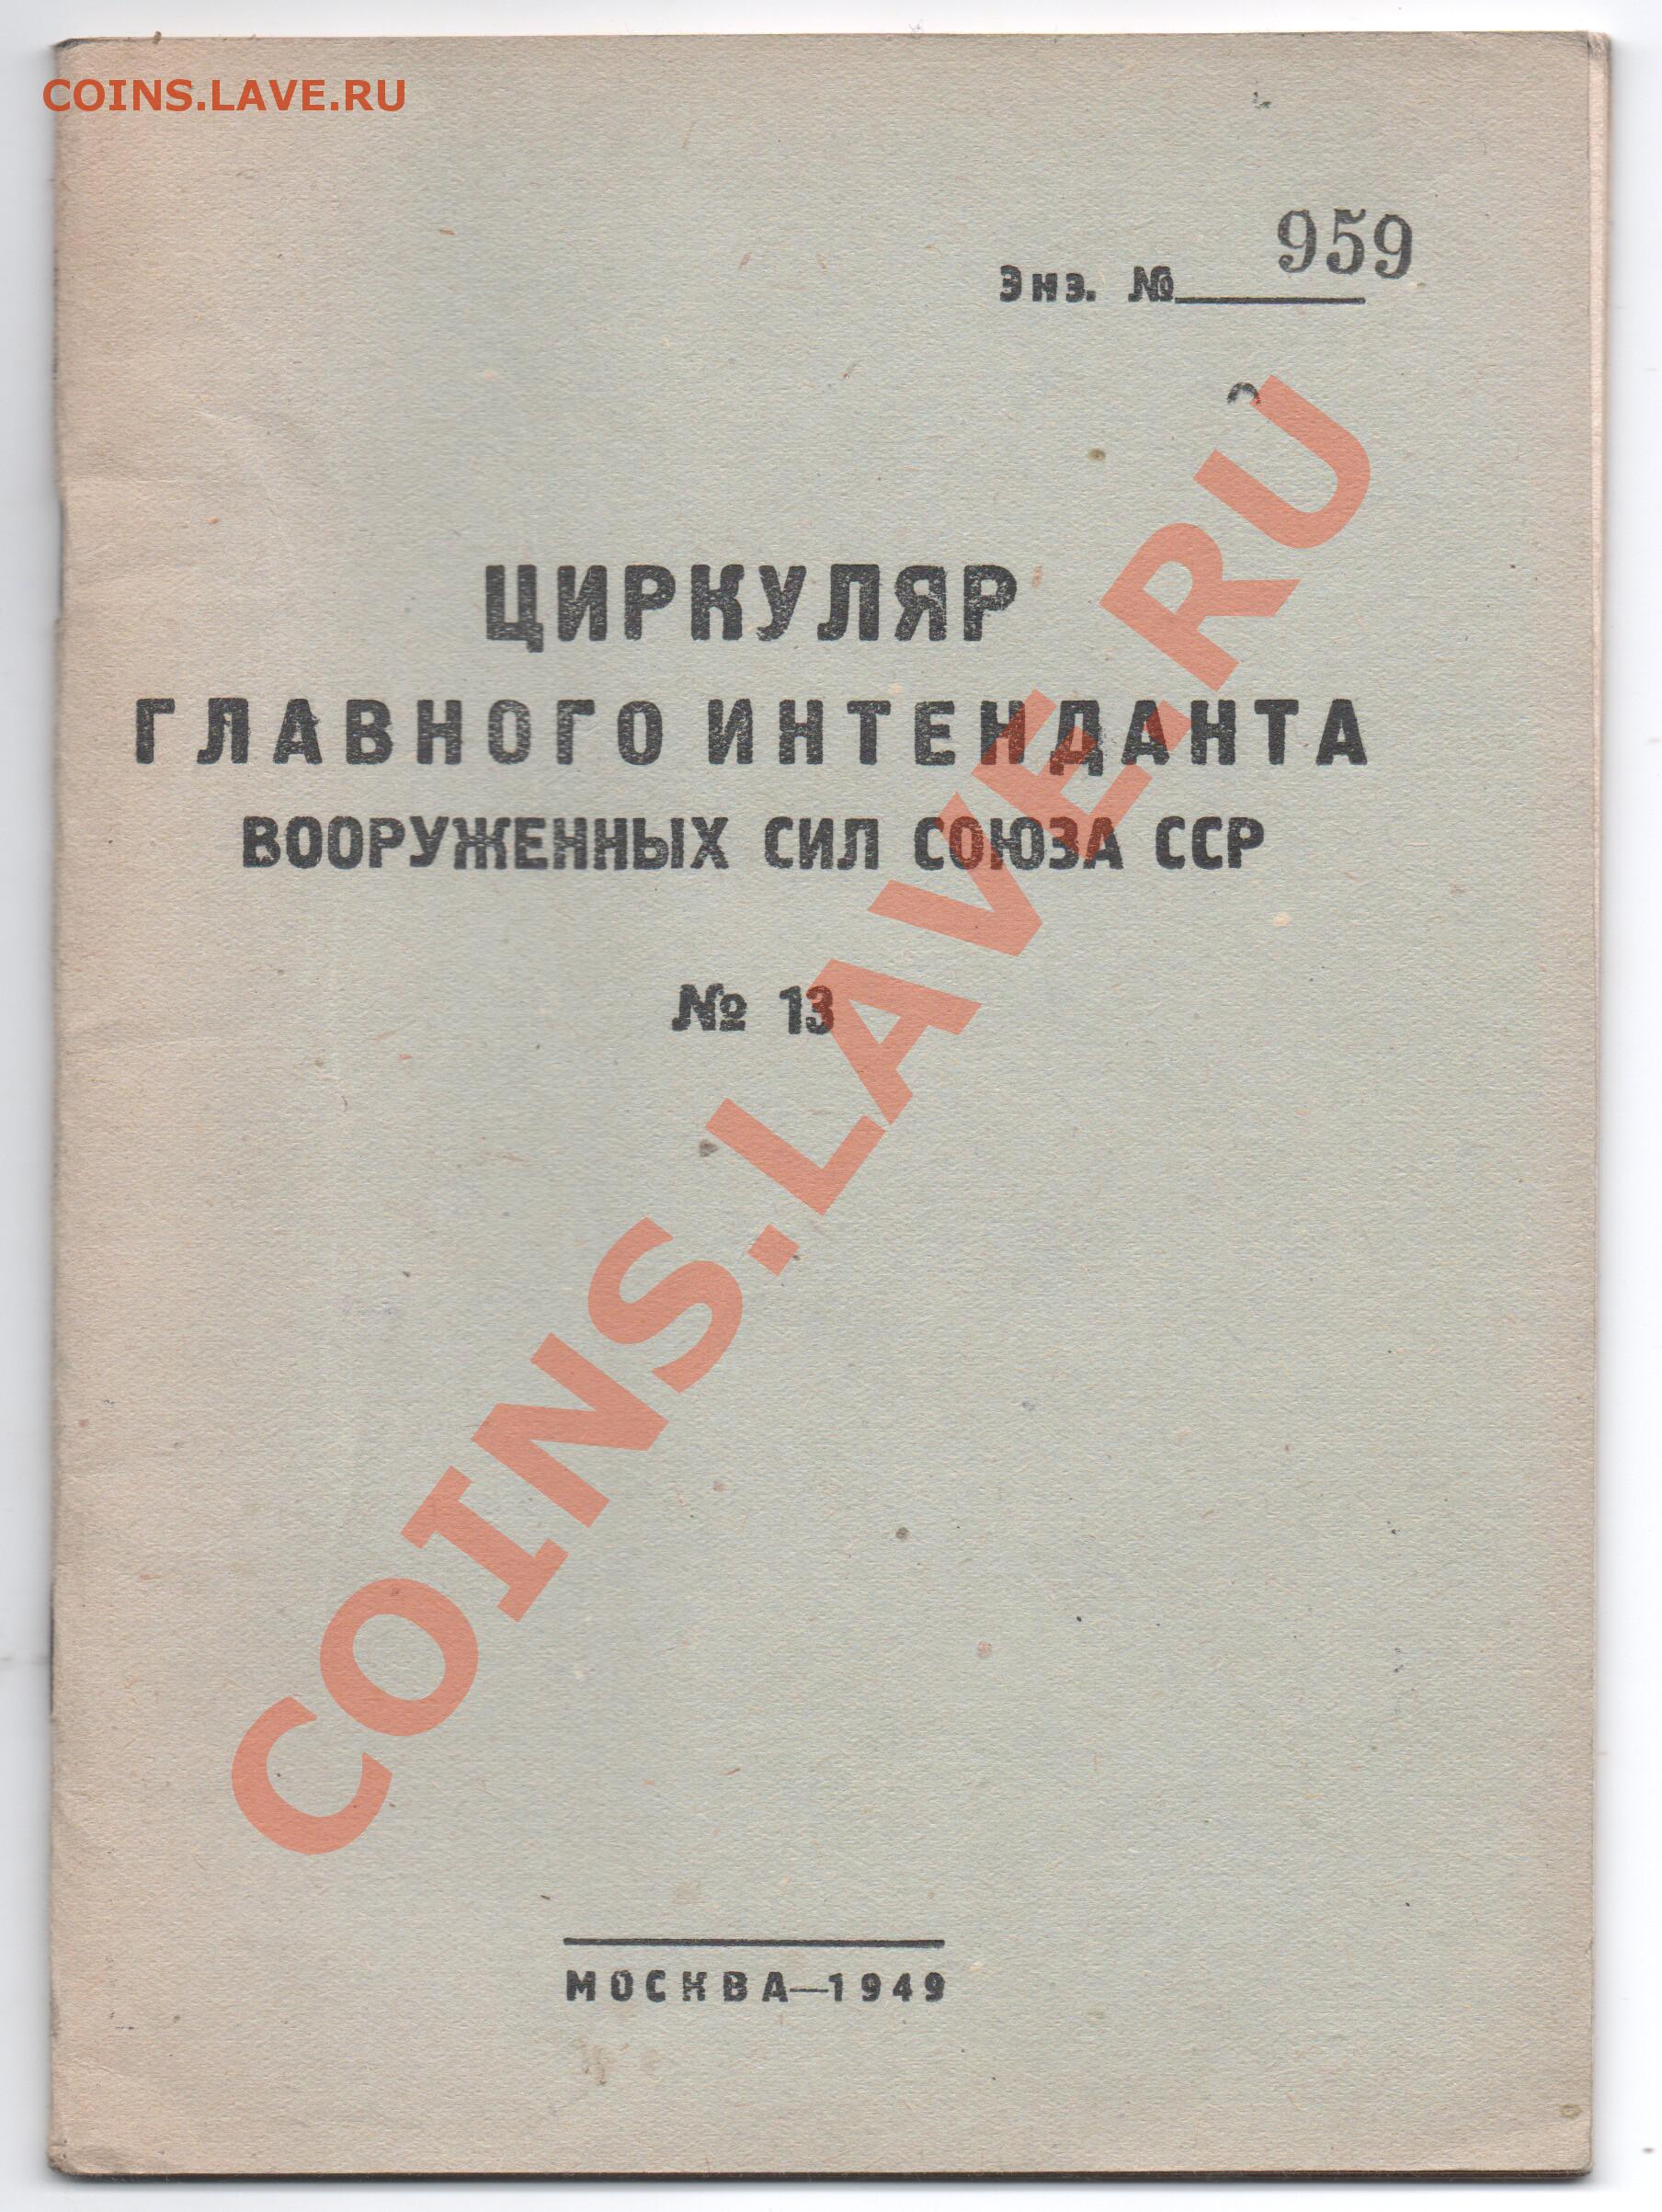 COINS.LAVE.RU
959
Экз. №
ЦИРКУЛЯР
ГЛАВНОГО ИНТЕНДАНТА
ВООРУЖЕННЫХ СИЛ СОЮЗА ССР
№ 13
COINS.LAVE.RU
МОСКВА—1949